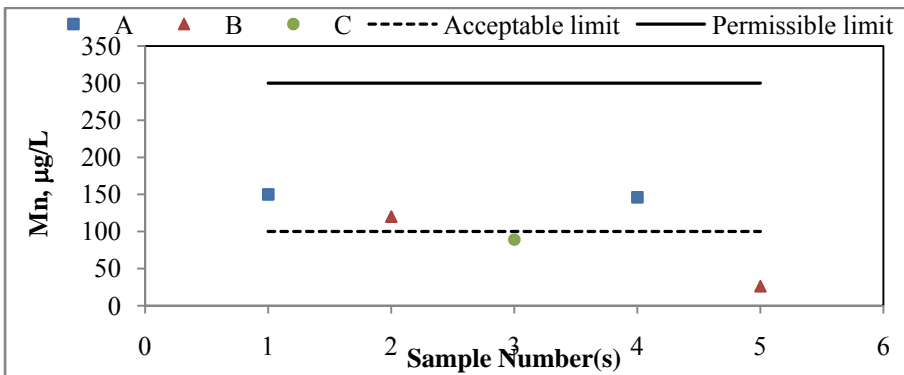 A B C Acceptable limit Permissible limit
350
300
250
200
150
100
50
0
Mn, µg/L
0 1 2 3 4 5 6
Sample Number(s)